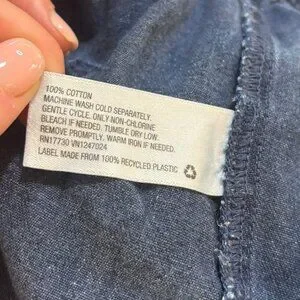 100% COTTON
MACHINE WASH COLD SEPARATELY.
GENTLE CYCLE. ONLY NON-CHLORINE
BLEACH IF NEEDED. TUMBLE DRY LOW.
REMOVE PROMPTLY. WARM IRON IF NEEDED.
RN17730 VN1247024
LABEL MADE FROM 100% RECYCLED PLASTIC